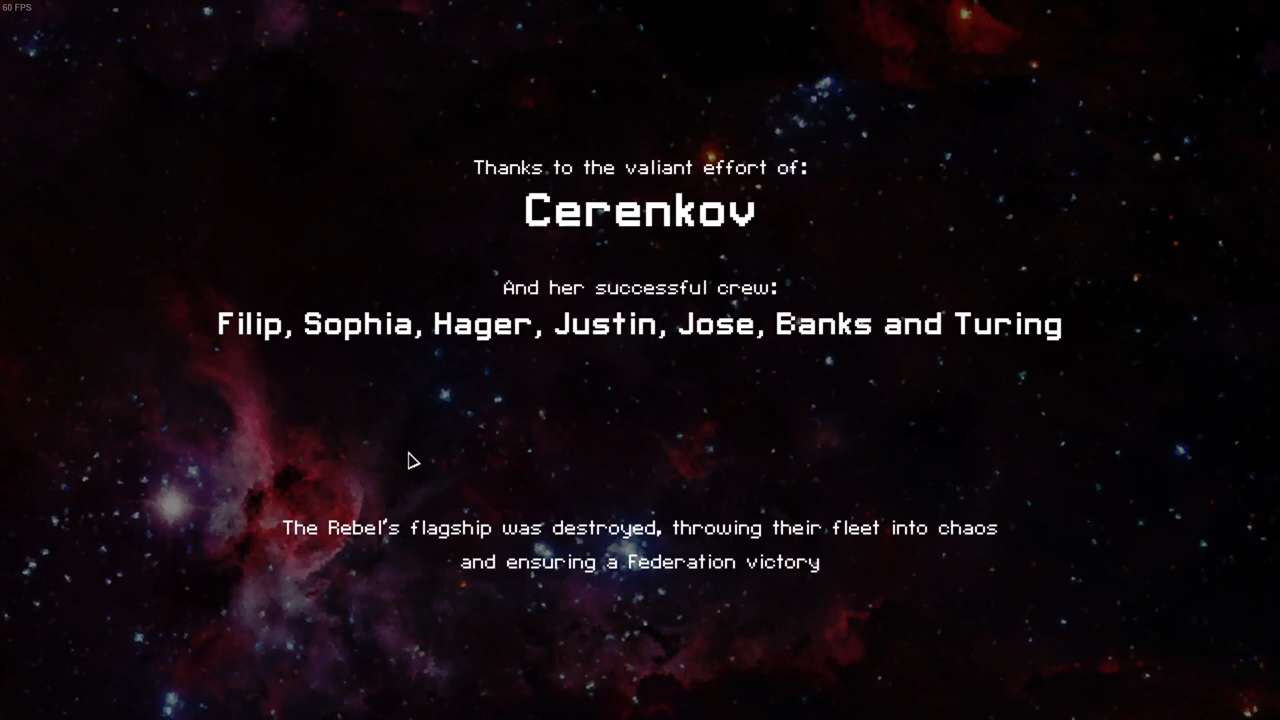 60 FPS
Thanks to the valiant effort of:
Cerenkov
And her successful crew:
Filip, Sophia, Hager, Justin, Jose, Banks and Turing
The Rebel's flagship was destroyed, throwing their fleet into chaos
and ensuring a Federation victory